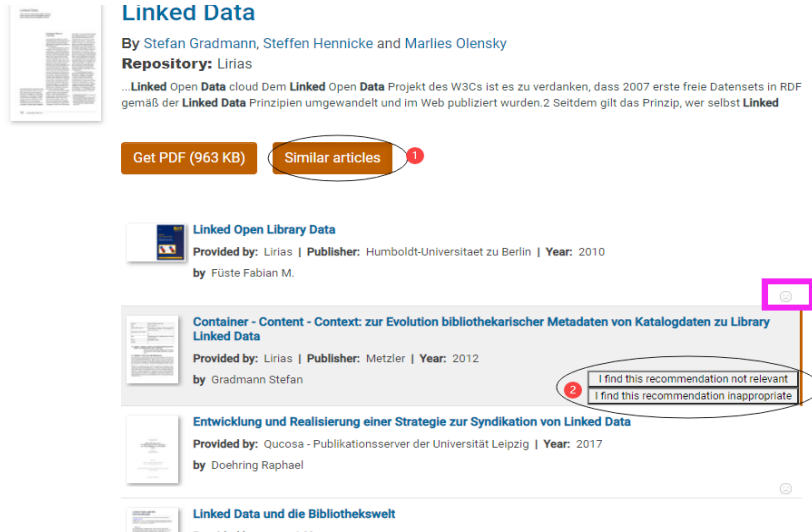 Linked Data
By Stefan Gradmann, Steffen Hennicke and Marlies Olensky
Repository: Lirias
...Linked Open Data cloud Dem Linked Open Data Projekt des W3Cs ist es zu verdanken, dass 2007 erste freie Datensets in RDF
gemäß der Linked Data Prinzipien umgewandelt und im Web publiziert wurden.2 Seitdem gilt das Prinzip, wer selbst Linked
Get PDF (963 KB)
Similar articles
1
Linked Open Library Data
Provided by: Lirias | Publisher: Humboldt-Universitaet zu Berlin | Year: 2010
by Füste Fabian M.
Container - Content - Context: zur Evolution bibliothekarischer Metadaten von Katalogdaten zu Library
Linked Data
Provided by: Lirias | Publisher: Metzler | Year: 2012
by Gradmann Stefan
2
I find this recommendation not relevant
I find this recommendation inappropriate
Entwicklung und Realisierung einer Strategie zur Syndikation von Linked Data
Provided by: Qucosa - Publikationsserver der Universität Leipzig | Year: 2017
by Doehring Raphael
Linked Data und die Bibliothekswelt